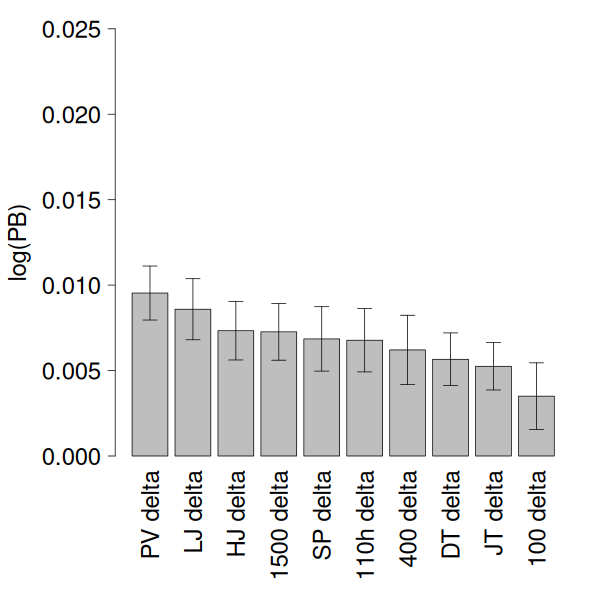 0.025
0.020
0.015
0.010
0.005
0.000
log(PB)
PV delta
LJ delta
HJ delta
1500 delta
SP delta
110h delta
400 delta
DT delta
JT delta
100 delta